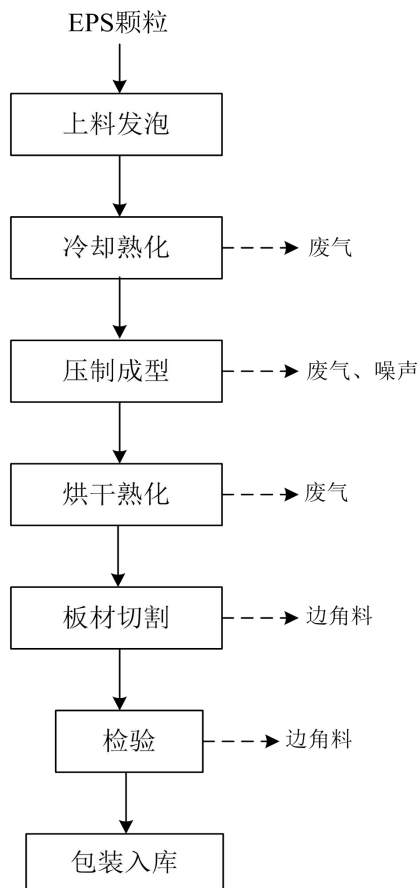 EPS颗粒
上料发泡
冷却熟化
废气
压制成型
废气、噪声
烘干熟化
废气
板材切割
边角料
检验
边角料
包装入库